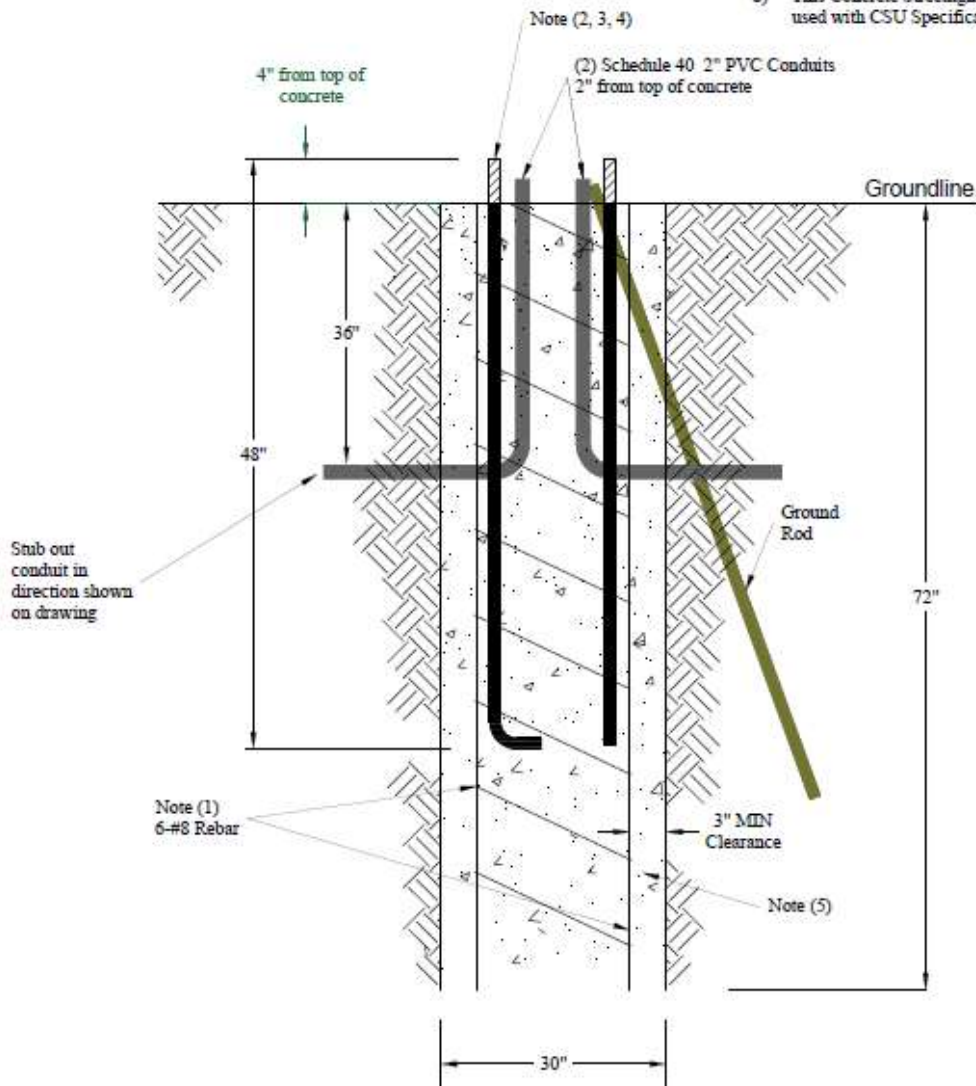 used with CSU Specific
Note (2, 3, 4)
(2) Schedule 40 2" PVC Conduits
2" from top of concrete
4" from top of
concrete
Groundline
36"
48"
Stub out
conduit in
direction shown
on drawing
Ground
Rod
72"
Note (1)
6-#8 Rebar
3" MIN
Clearance
Note (5)
30"